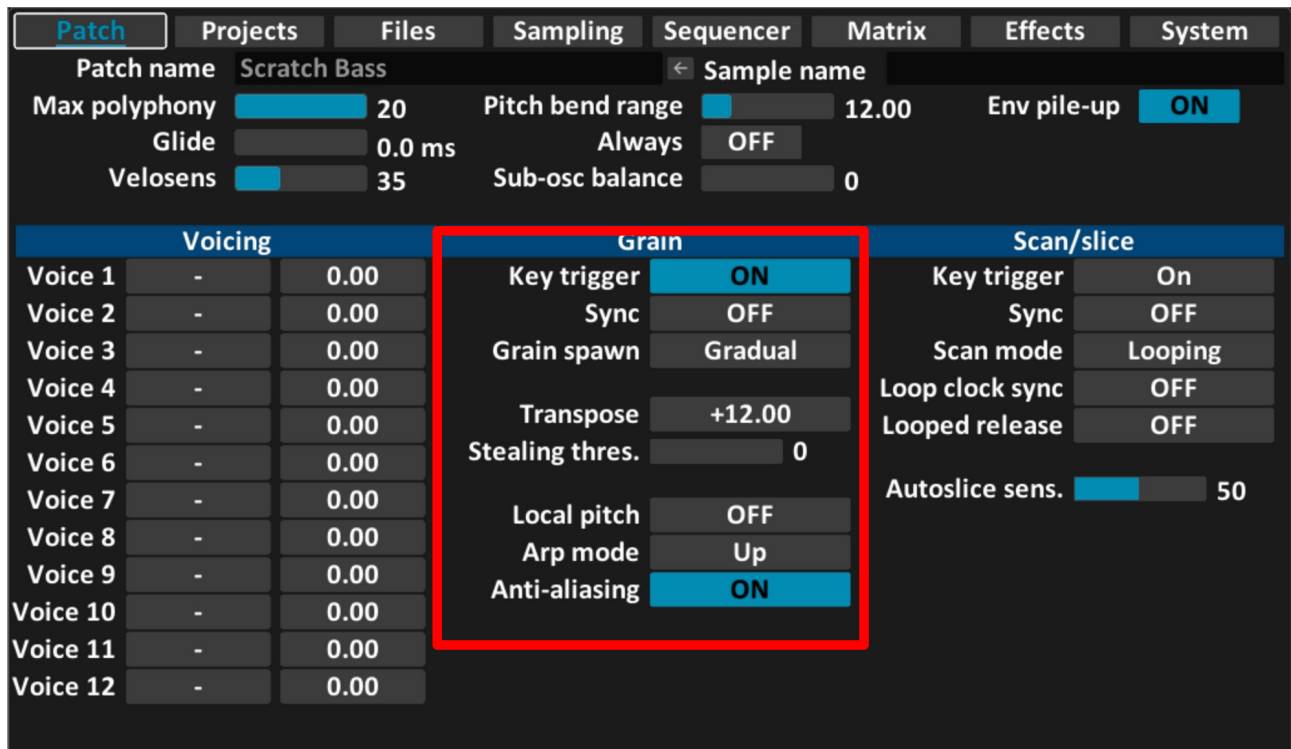 Patch Projects Files Sampling Sequencer Matrix Effects System
Patch name Scratch Bass ← Sample name
Max polyphony 20 Pitch bend range 12.00 Env pile-up ON
Glide 0.0 ms Always OFF
Velosens 35 Sub-osc balance 0
Voicing Grain Scan/slice
Voice 1 - 0.00 Key trigger ON Key trigger On
Voice 2 - 0.00 Sync OFF Sync OFF
Voice 3 - 0.00 Grain spawn Gradual Scan mode Looping
Voice 4 - 0.00 Loop clock sync OFF
Voice 5 - 0.00 Transpose +12.00 Looped release OFF
Voice 6 - 0.00 Stealing thres. 0
Voice 7 - 0.00 Autoslice sens. 50
Voice 8 - 0.00 Local pitch OFF
Voice 9 - 0.00 Arp mode Up
Voice 10 - 0.00 Anti-aliasing ON
Voice 11 - 0.00
Voice 12 - 0.00